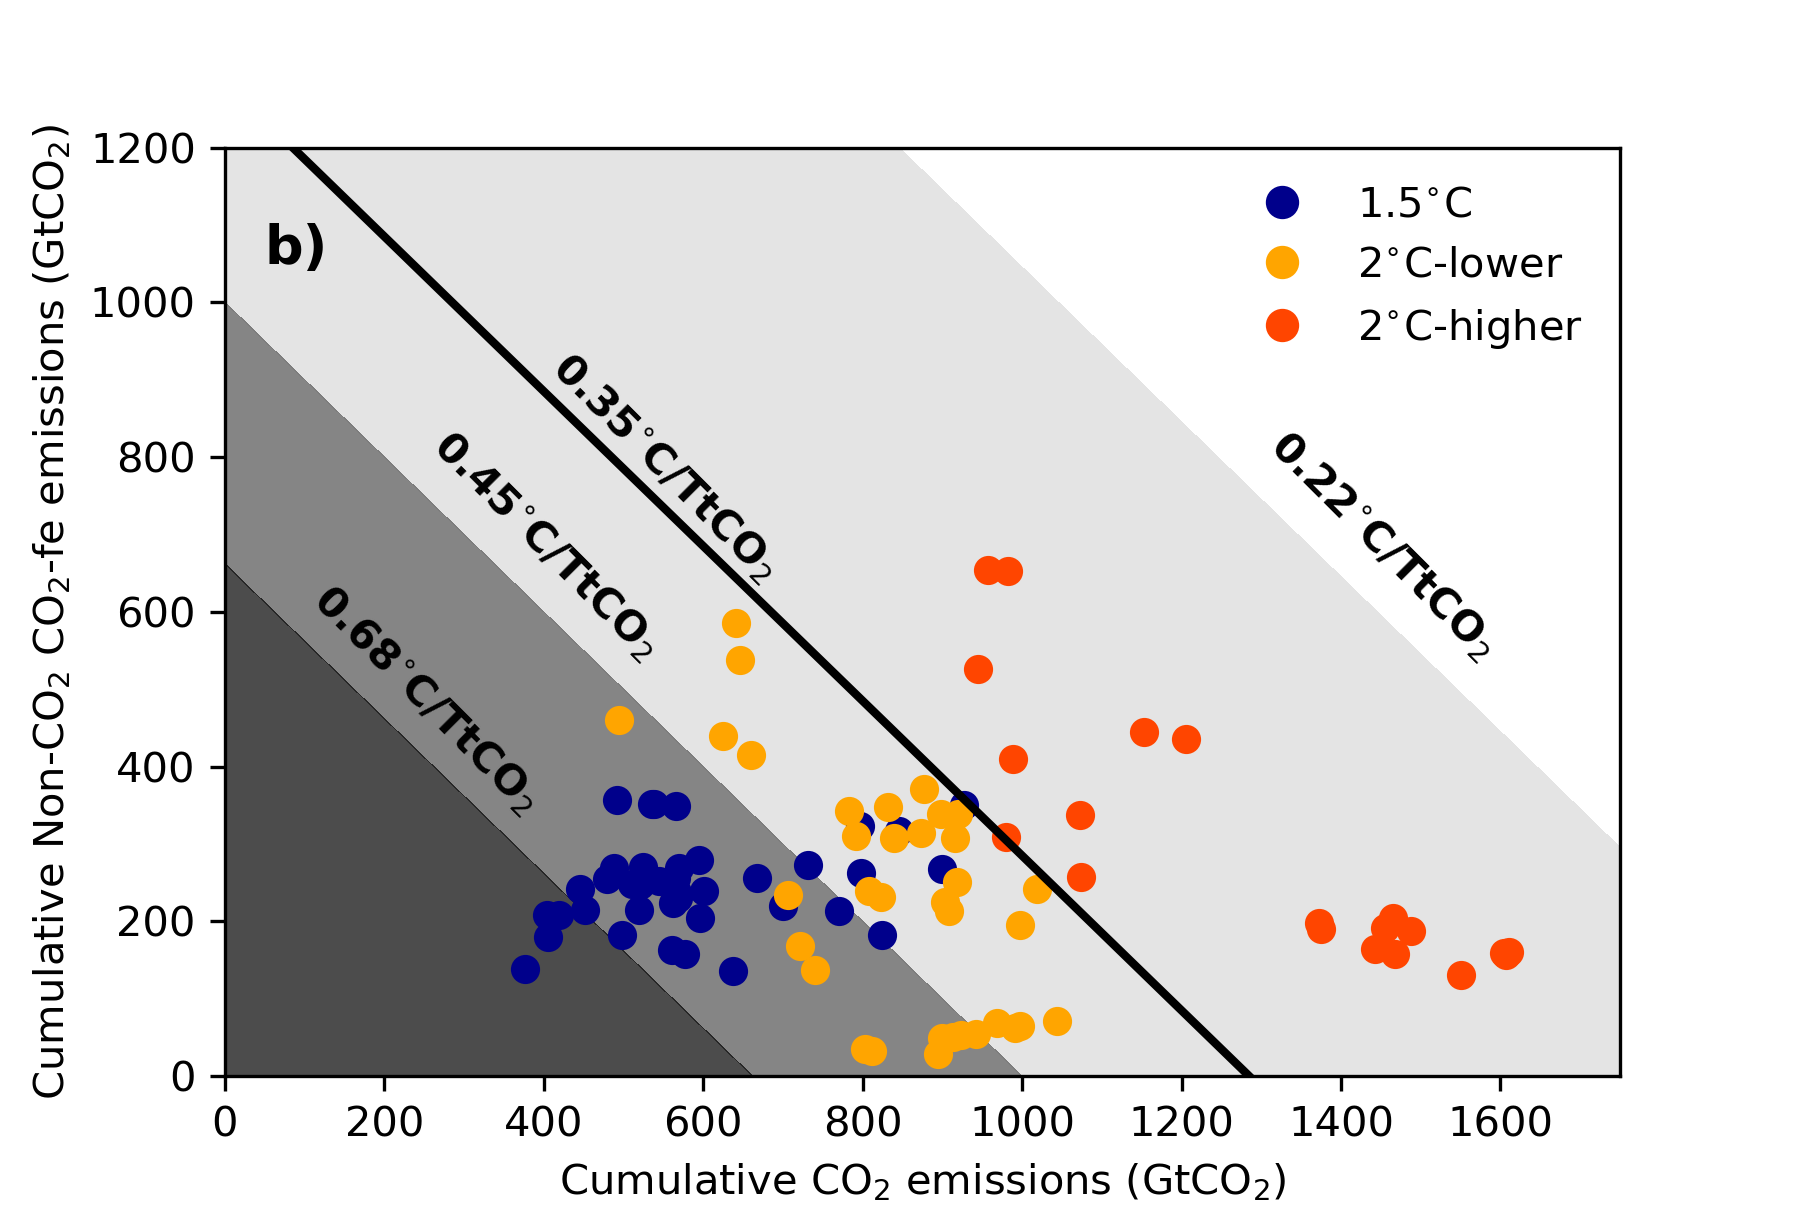 b)
1.5°C
2°C-lower
2°C-higher
0.35°C/TtCO₂
0.45°C/TtCO₂
0.22°C/TtCO₂
0.68°C/TtCO₂
Cumulative Non-CO₂ CO₂-fe emissions (GtCO₂)
1200
1000
800
600
400
200
0
0 200 400 600 800 1000 1200 1400 1600
Cumulative CO₂ emissions (GtCO₂)